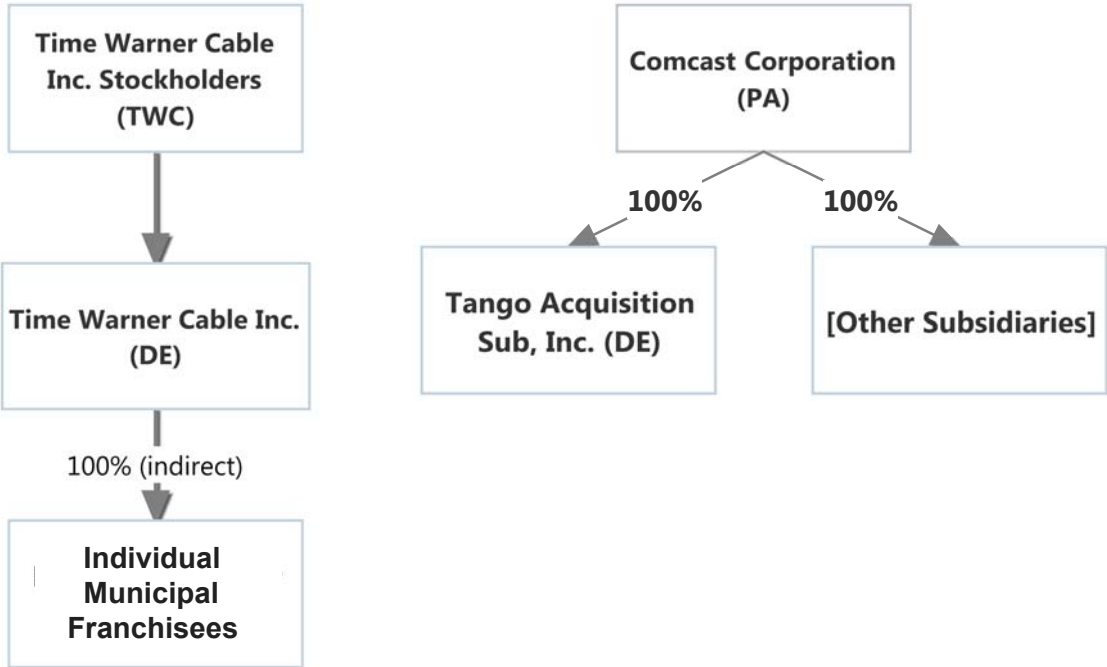 Time Warner Cable
Inc. Stockholders
(TWC)
Comcast Corporation
(PA)
100%
100%
Time Warner Cable Inc.
(DE)
Tango Acquisition
Sub, Inc. (DE)
[Other Subsidiaries]
100% (indirect)
Individual
Municipal
Franchisees